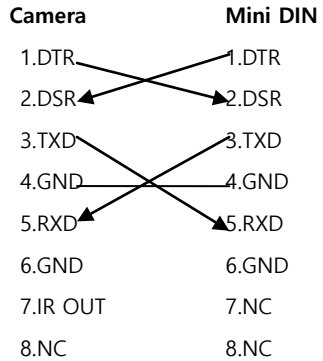 Camera Mini DIN
1.DTR 1.DTR
2.DSR 2.DSR
3.TXD 3.TXD
4.GND 4.GND
5.RXD 5.RXD
6.GND 6.GND
7.IR OUT 7.NC
8.NC 8.NC